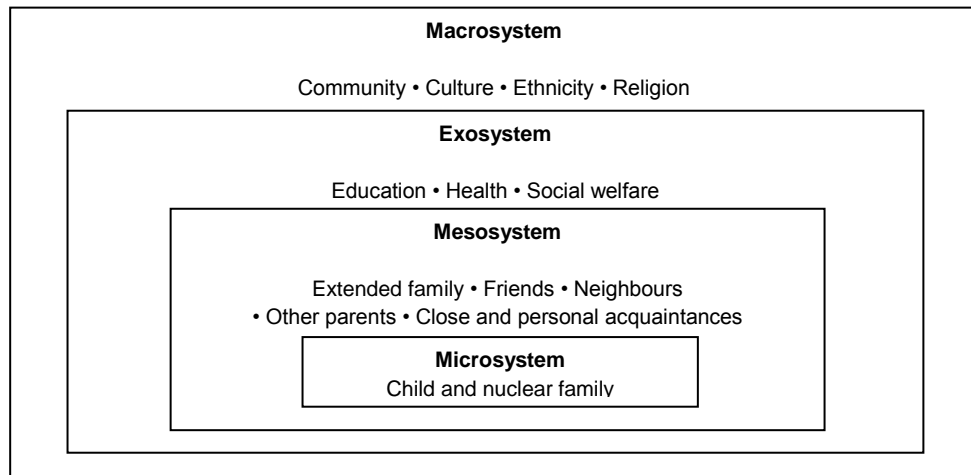 Macrosystem
Community • Culture • Ethnicity • Religion
Exosystem
Education • Health • Social welfare
Mesosystem
Extended family • Friends • Neighbours
• Other parents • Close and personal acquaintances
Microsystem
Child and nuclear family